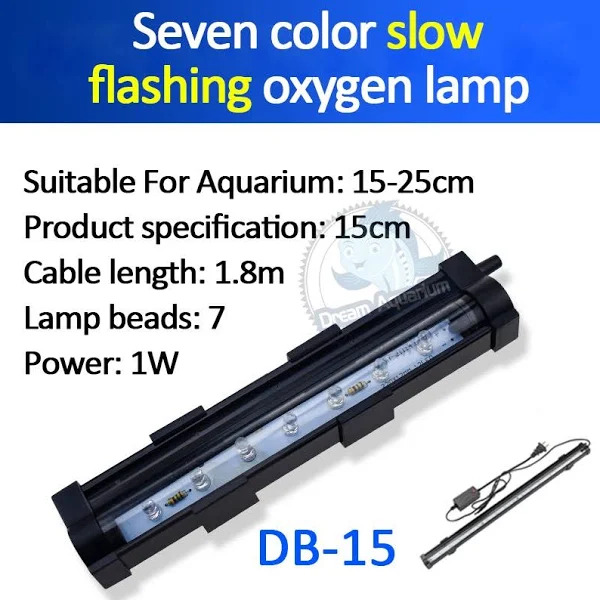 Seven color slow
flashing oxygen lamp
Suitable For Aquarium: 15-25cm
Product specification: 15cm
Cable length: 1.8m
Lamp beads: 7
Power: 1W
Dream Aquarium
DB-15